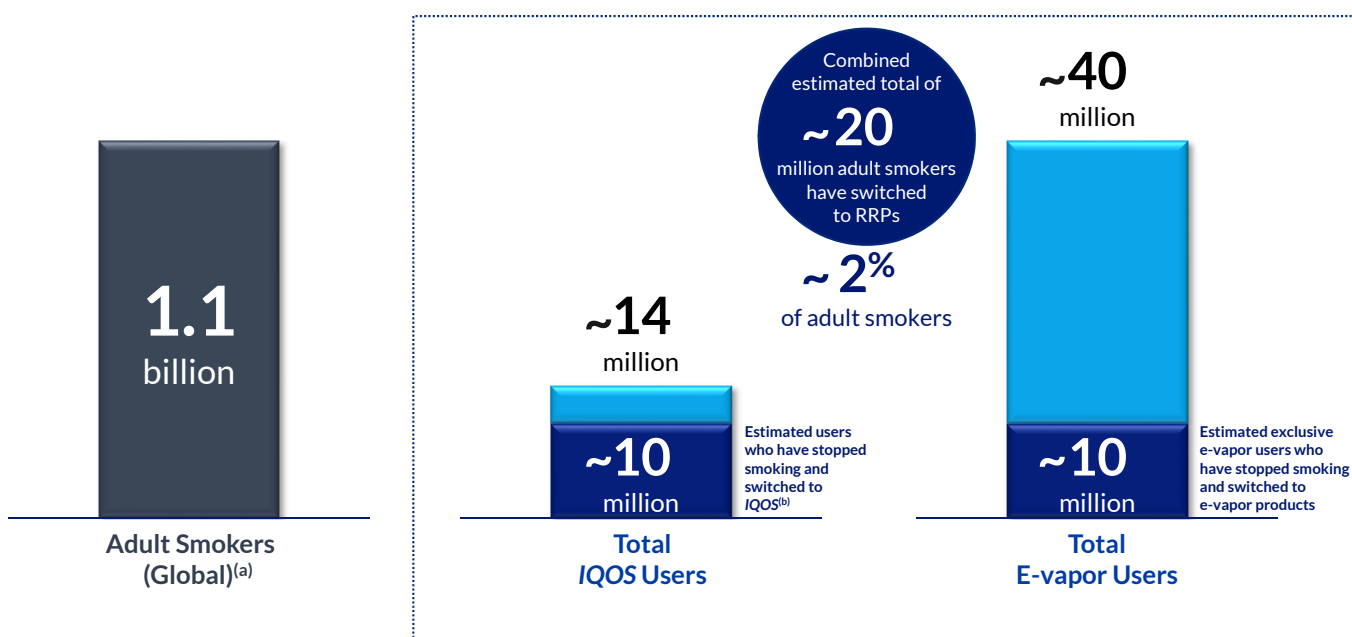 1.1
billion
Adult Smokers
(Global)(a)
~14
million
~10
million
Estimated users
who have stopped
smoking and
switched to
IQOS(b)
Total
IQOS Users
Combined
estimated total of
~20
million adult smokers
have switched
to RRPs
~ 2%
of adult smokers
~40
million
~10
million
Estimated exclusive
e-vapor users who
have stopped smoking
and switched to
e-vapor products
Total
E-vapor Users